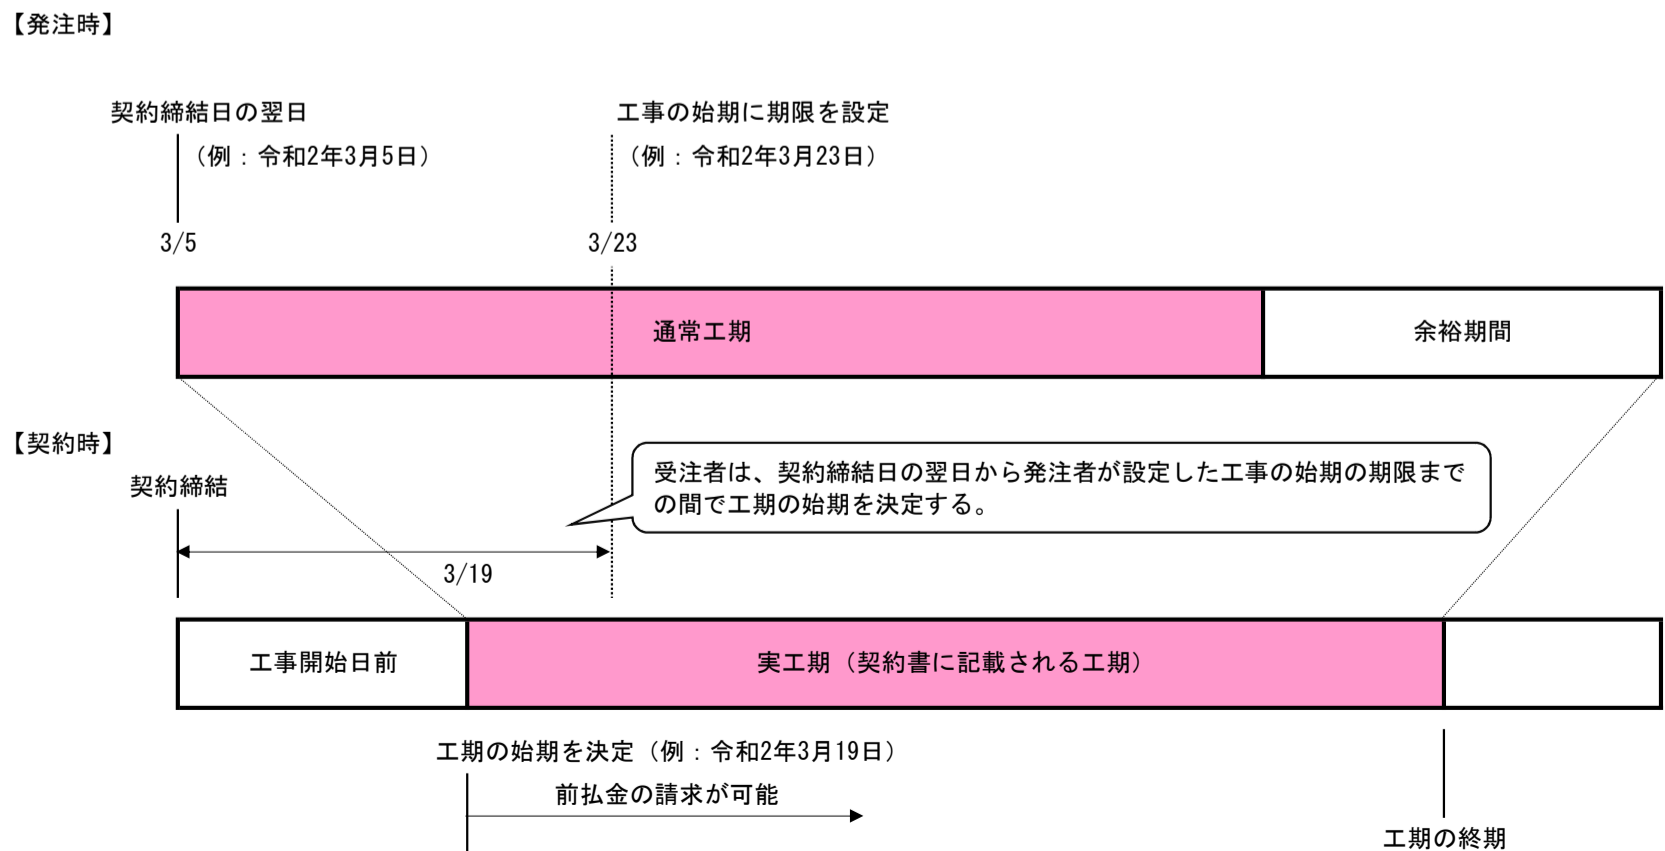 【発注時】
契約締結日の翌日
（例：令和2年3月5日）
工事の始期に期限を設定
（例：令和2年3月23日）
3/5
3/23
通常工期
余裕期間
【契約時】
契約締結
受注者は、契約締結日の翌日から発注者が設定した工事の始期の期限まで
の間で工期の始期を決定する。
3/19
工事開始日前
実工期（契約書に記載される工期）
工期の始期を決定（例：令和2年3月19日）
前払金の請求が可能
工期の終期